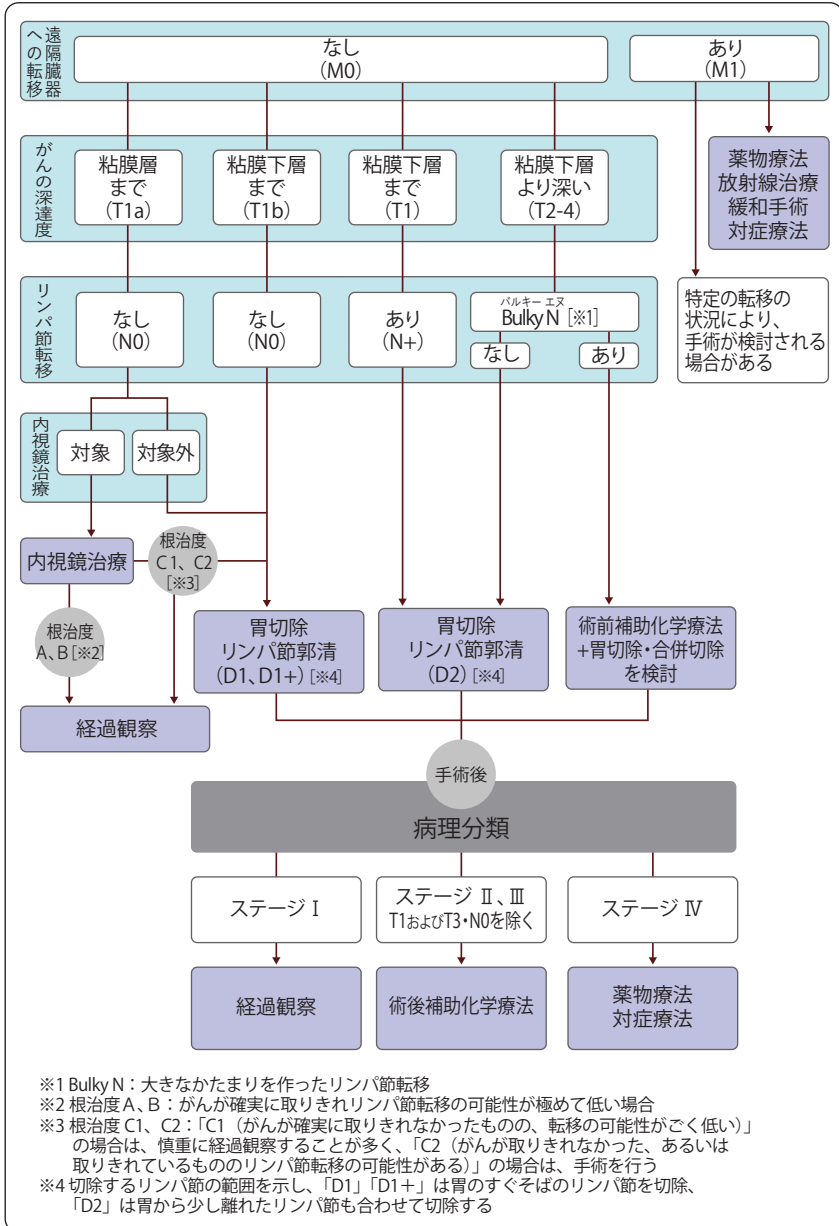 遠隔臓器
への転移
なし
(M0)
あり
(M1)
がんの深達度
粘膜層
まで
(T1a)
粘膜下層
まで
(T1b)
粘膜下層
まで
(T1)
粘膜下層
より深い
(T2-4)
薬物療法
放射線治療
緩和手術
対症療法
リンパ節転移
なし
(N0)
なし
(N0)
あり
(N+)
バルキー エヌ
Bulky N [※1]
なし
あり
特定の転移の
状況により、
手術が検討される
場合がある
内視鏡治療
対象
対象外
内視鏡治療
根治度
C1、C2
[※3]
根治度
A、B[※2]
経過観察
胃切除
リンパ節郭清
(D1、D1+) [※4]
胃切除
リンパ節郭清
(D2) [※4]
術前補助化学療法
+胃切除・合併切除
を検討
手術後
病理分類
ステージ I
ステージ II、III
T1およびT3・N0を除く
ステージ IV
経過観察
術後補助化学療法
薬物療法
対症療法
※1 Bulky N:大きなかたまりを作ったリンパ節転移
※2 根治度 A、B:がんが確実に取りきれリンパ節転移の可能性が極めて低い場合
※3 根治度 C1、C2:「C1(がんが確実に取りきれなかったものの、転移の可能性がごく低い)」
の場合は、慎重に経過観察することが多く、「C2(がんが取りきれなかった、あるいは
取りきれているもののリンパ節転移の可能性がある)」の場合は、手術を行う
※4 切除するリンパ節の範囲を示し、「D1」「D1+」は胃のすぐそばのリンパ節を切除、
「D2」は胃から少し離れたリンパ節も合わせて切除する